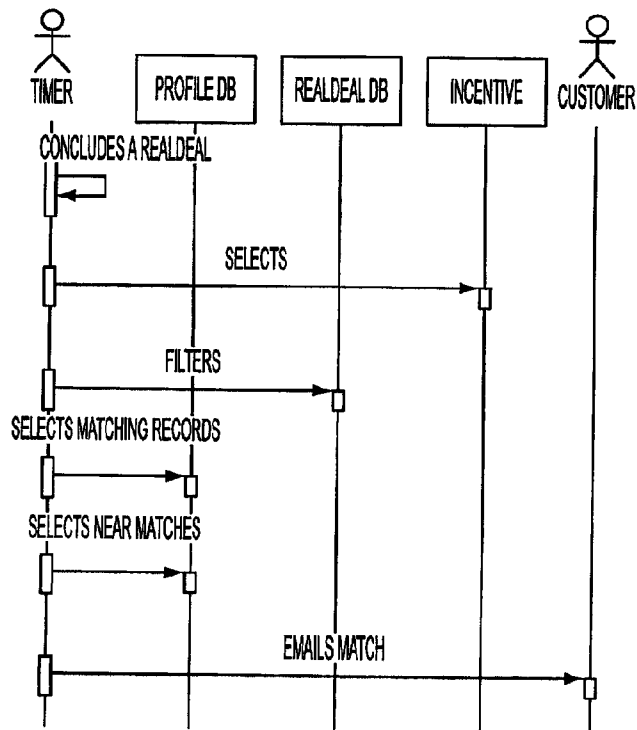 TIMER
PROFILE DB
REALDEAL DB
INCENTIVE
CUSTOMER
CONCLUDES A REALDEAL
SELECTS
FILTERS
SELECTS MATCHING RECORDS
SELECTS NEAR MATCHES
EMAILS MATCH